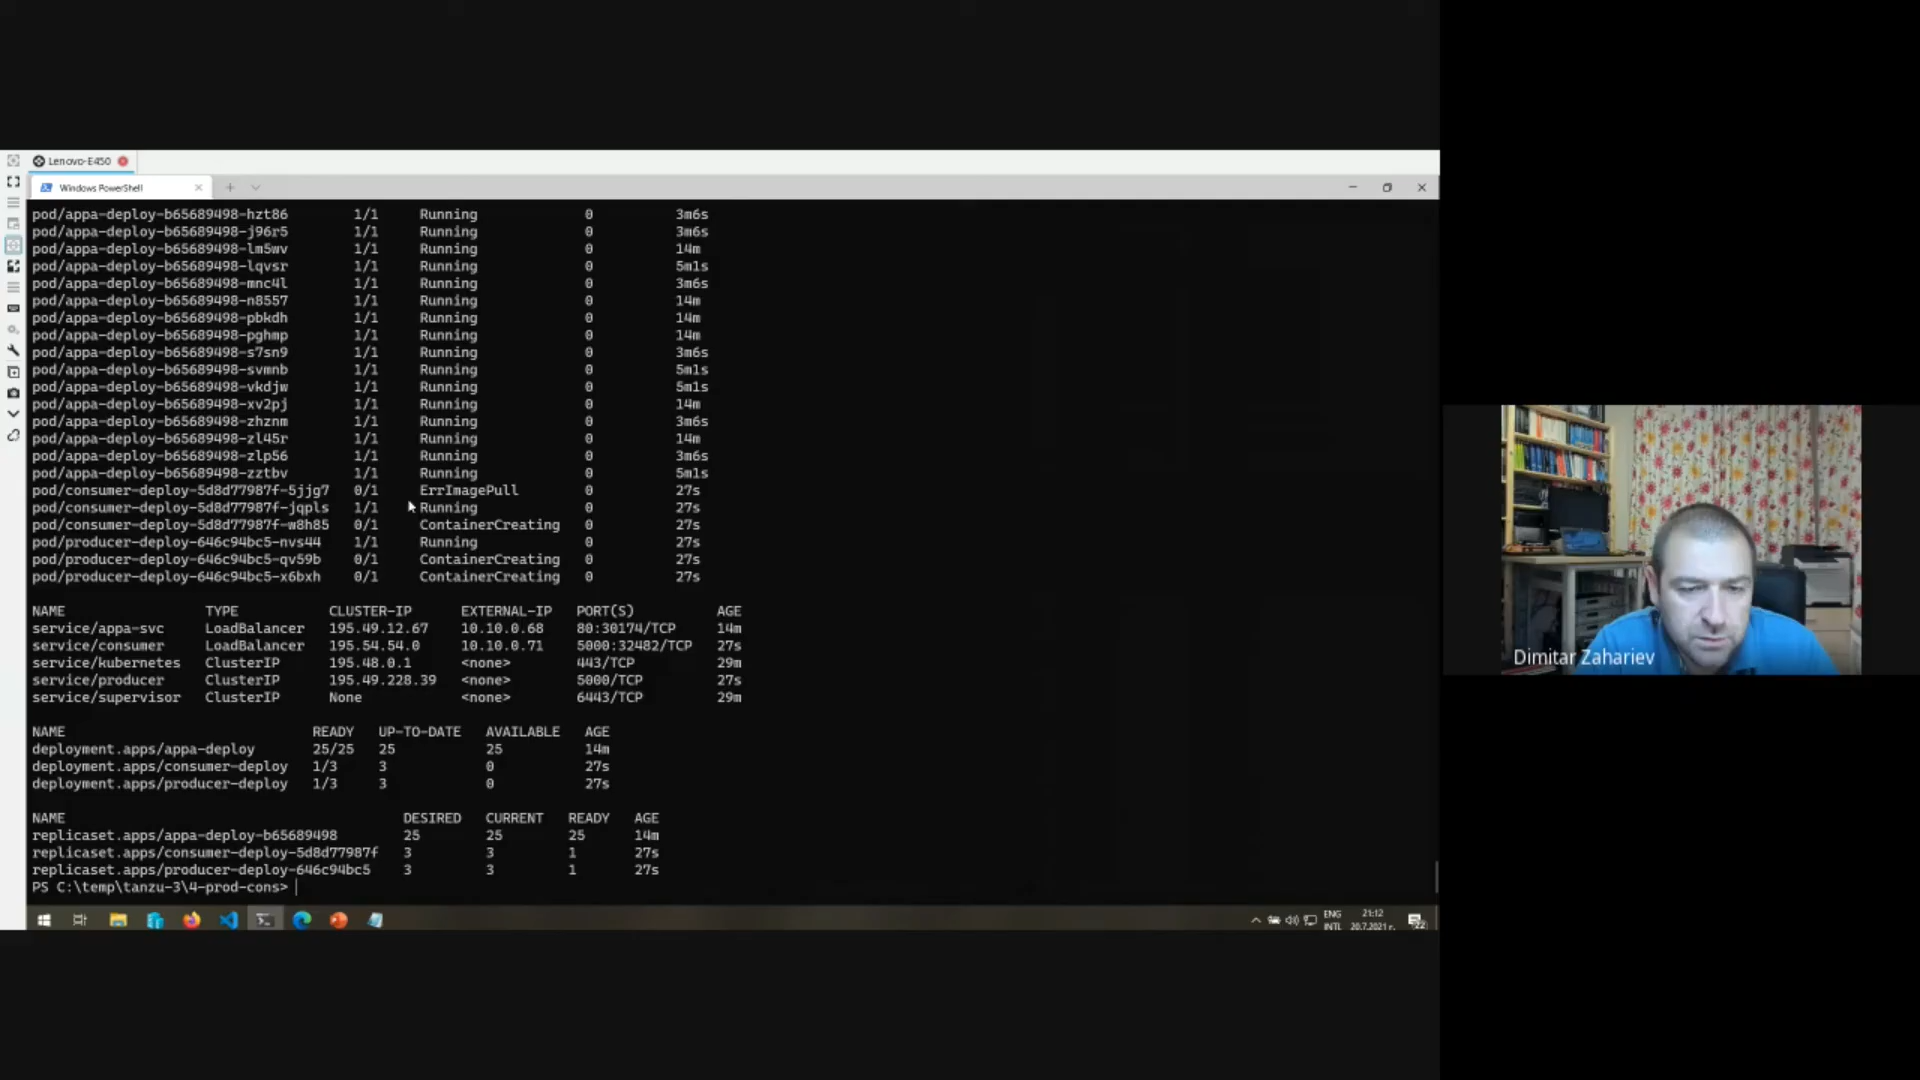 Lenovo-E450
Windows PowerShell
pod/appa-deploy-b65689498-hzt86 1/1 Running 0 3m6s
pod/appa-deploy-b65689498-j96r5 1/1 Running 0 3m6s
pod/appa-deploy-b65689498-lm5wv 1/1 Running 0 14m
pod/appa-deploy-b65689498-lqvsr 1/1 Running 0 5m1s
pod/appa-deploy-b65689498-mnc4l 1/1 Running 0 3m6s
pod/appa-deploy-b65689498-n8557 1/1 Running 0 14m
pod/appa-deploy-b65689498-pbkdh 1/1 Running 0 14m
pod/appa-deploy-b65689498-pghmp 1/1 Running 0 14m
pod/appa-deploy-b65689498-s7sn9 1/1 Running 0 3m6s
pod/appa-deploy-b65689498-svmnb 1/1 Running 0 5m1s
pod/appa-deploy-b65689498-vkdjw 1/1 Running 0 5m1s
pod/appa-deploy-b65689498-xv2pj 1/1 Running 0 14m
pod/appa-deploy-b65689498-zhznm 1/1 Running 0 3m6s
pod/appa-deploy-b65689498-zl45r 1/1 Running 0 14m
pod/appa-deploy-b65689498-zlp56 1/1 Running 0 3m6s
pod/appa-deploy-b65689498-zztbv 1/1 Running 0 5m1s
pod/consumer-deploy-5d8d77987f-5jjg7 0/1 ErrImagePull 0 27s
pod/consumer-deploy-5d8d77987f-jqpls 1/1 Running 0 27s
pod/consumer-deploy-5d8d77987f-w8h85 0/1 ContainerCreating 0 27s
pod/producer-deploy-646c94bc5-nvs44 1/1 Running 0 27s
pod/producer-deploy-646c94bc5-qv59b 0/1 ContainerCreating 0 27s
pod/producer-deploy-646c94bc5-x6bxh 0/1 ContainerCreating 0 27s
NAME TYPE CLUSTER-IP EXTERNAL-IP PORT(S) AGE
service/appa-svc LoadBalancer 195.49.12.67 10.10.0.68 80:30174/TCP 14m
service/consumer LoadBalancer 195.54.54.0 10.10.0.71 5000:32482/TCP 27s
service/kubernetes ClusterIP 195.48.0.1 <none> 443/TCP 29m
service/producer ClusterIP 195.49.228.39 <none> 5000/TCP 27s
service/supervisor ClusterIP None <none> 6443/TCP 29m
NAME READY UP-TO-DATE AVAILABLE AGE
deployment.apps/appa-deploy 25/25 25 25 14m
deployment.apps/consumer-deploy 1/3 3 0 27s
deployment.apps/producer-deploy 1/3 3 0 27s
NAME DESIRED CURRENT READY AGE
replicaset.apps/appa-deploy-b65689498 25 25 25 14m
replicaset.apps/consumer-deploy-5d8d77987f 3 3 1 27s
replicaset.apps/producer-deploy-646c94bc5 3 3 1 27s
PS C:\temp\tanzu-3\4-prod-cons>
ENG 21:12
INTL 20.7.2021 г.
22
Dimitar Zahariev